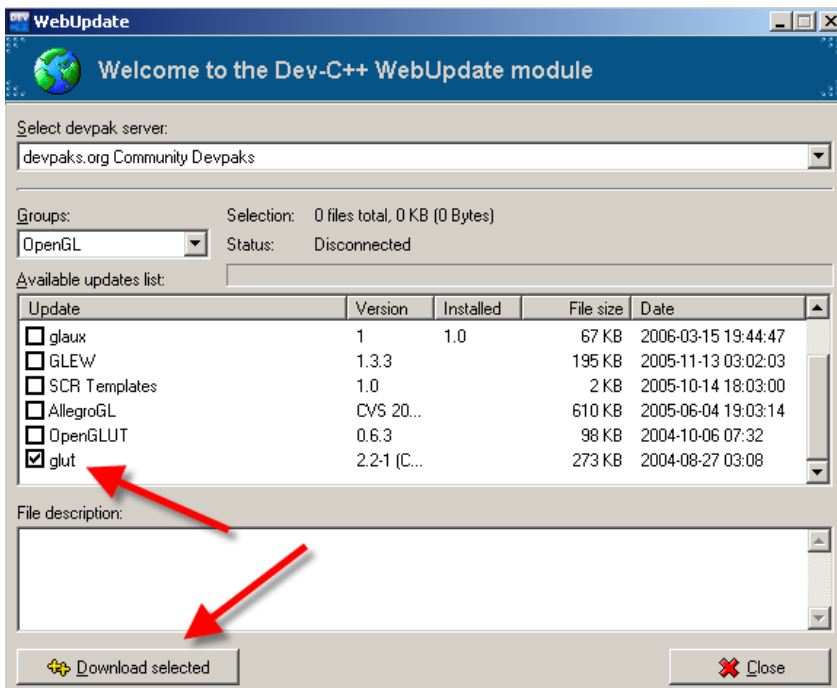 DEV WebUpdate
Welcome to the Dev-C++ WebUpdate module
Select devpak server:
devpaks.org Community Devpaks
Groups: Selection: 0 files total, 0 KB (0 Bytes)
OpenGL Status: Disconnected
Available updates list:
Update Version Installed File size Date
glaux 1 1.0 67 KB 2006-03-15 19:44:47
GLEW 1.3.3 195 KB 2005-11-13 03:02:03
SCR Templates 1.0 2 KB 2005-10-14 18:03:00
AllegroGL CVS 20... 610 KB 2005-06-04 19:03:14
OpenGLUT 0.6.3 98 KB 2004-10-06 07:32
glut 2.2-1 (C... 273 KB 2004-08-27 03:08
File description:
Download selected Close